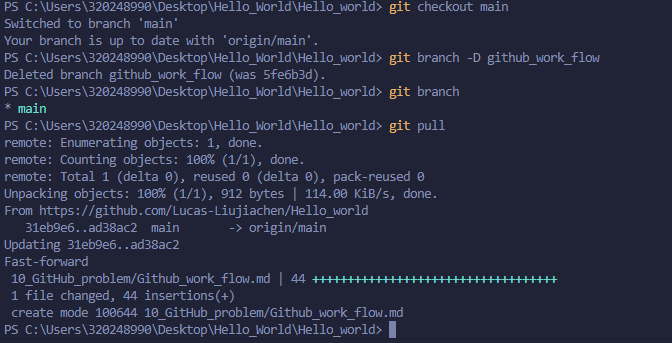 PS C:\Users\320248990\Desktop\Hello_World\Hello_world> git checkout main
Switched to branch 'main'
Your branch is up to date with 'origin/main'.
PS C:\Users\320248990\Desktop\Hello_World\Hello_world> git branch -D github_work_flow
Deleted branch github_work_flow (was 5fe6b3d).
PS C:\Users\320248990\Desktop\Hello_World\Hello_world> git branch
* main
PS C:\Users\320248990\Desktop\Hello_World\Hello_world> git pull
remote: Enumerating objects: 1, done.
remote: Counting objects: 100% (1/1), done.
remote: Total 1 (delta 0), reused 0 (delta 0), pack-reused 0
Unpacking objects: 100% (1/1), 912 bytes | 114.00 KiB/s, done.
From https://github.com/Lucas-Liujiachen/Hello_world
   31eb9e6..ad38ac2  main       -> origin/main
Updating 31eb9e6..ad38ac2
Fast-forward
 10_GitHub_problem/Github_work_flow.md | 44 ++++++++++++++++++++++++++++++++++
 1 file changed, 44 insertions(+)
 create mode 100644 10_GitHub_problem/Github_work_flow.md
PS C:\Users\320248990\Desktop\Hello_World\Hello_world>